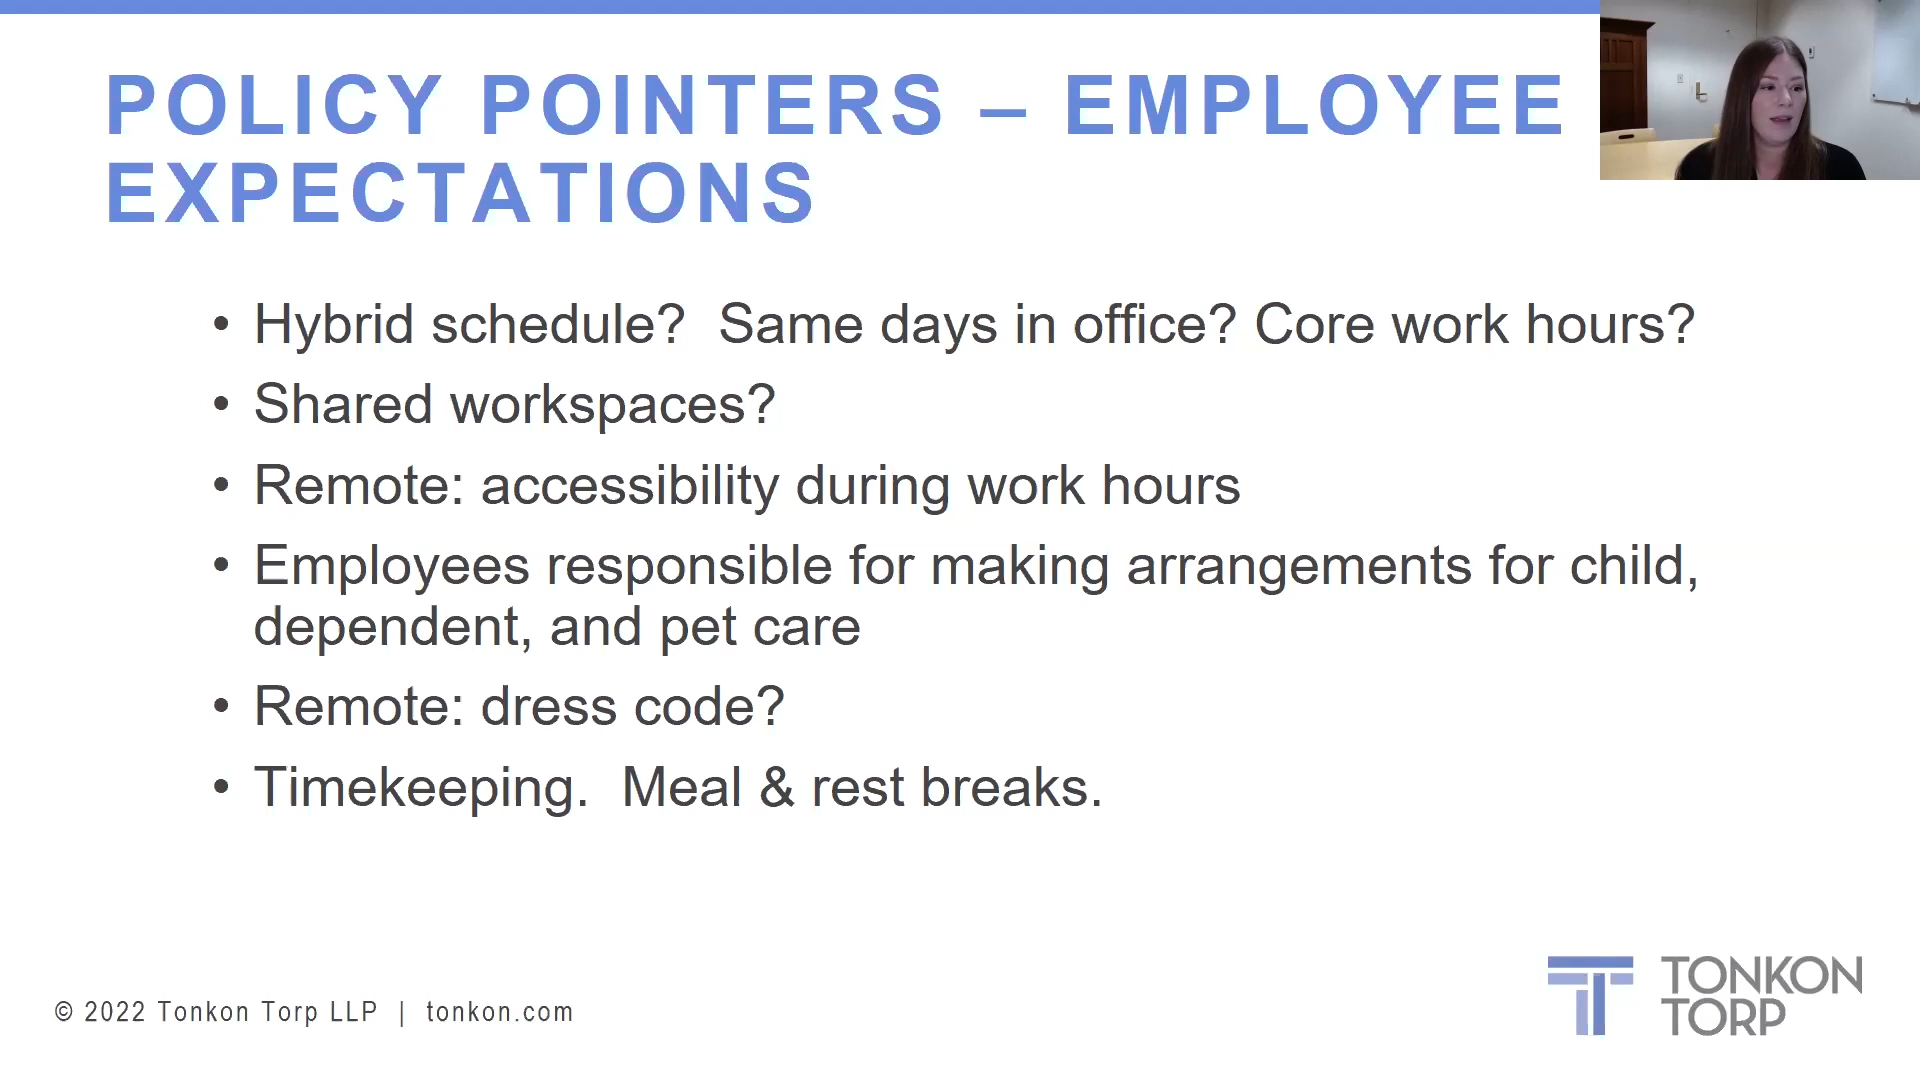 POLICY POINTERS – EMPLOYEE
EXPECTATIONS
• Hybrid schedule?  Same days in office? Core work hours?
• Shared workspaces?
• Remote: accessibility during work hours
• Employees responsible for making arrangements for child,
dependent, and pet care
• Remote: dress code?
• Timekeeping.  Meal & rest breaks.
© 2022 Tonkon Torp LLP | tonkon.com
TONKON
TORP